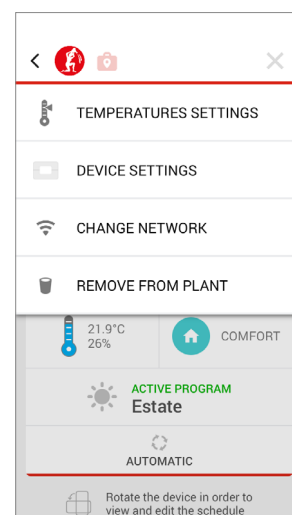 TEMPERATURES SETTINGS
DEVICE SETTINGS
CHANGE NETWORK
REMOVE FROM PLANT
21.9°C
26%
COMFORT
ACTIVE PROGRAM
Estate
AUTOMATIC
Rotate the device in order to
view and edit the schedule